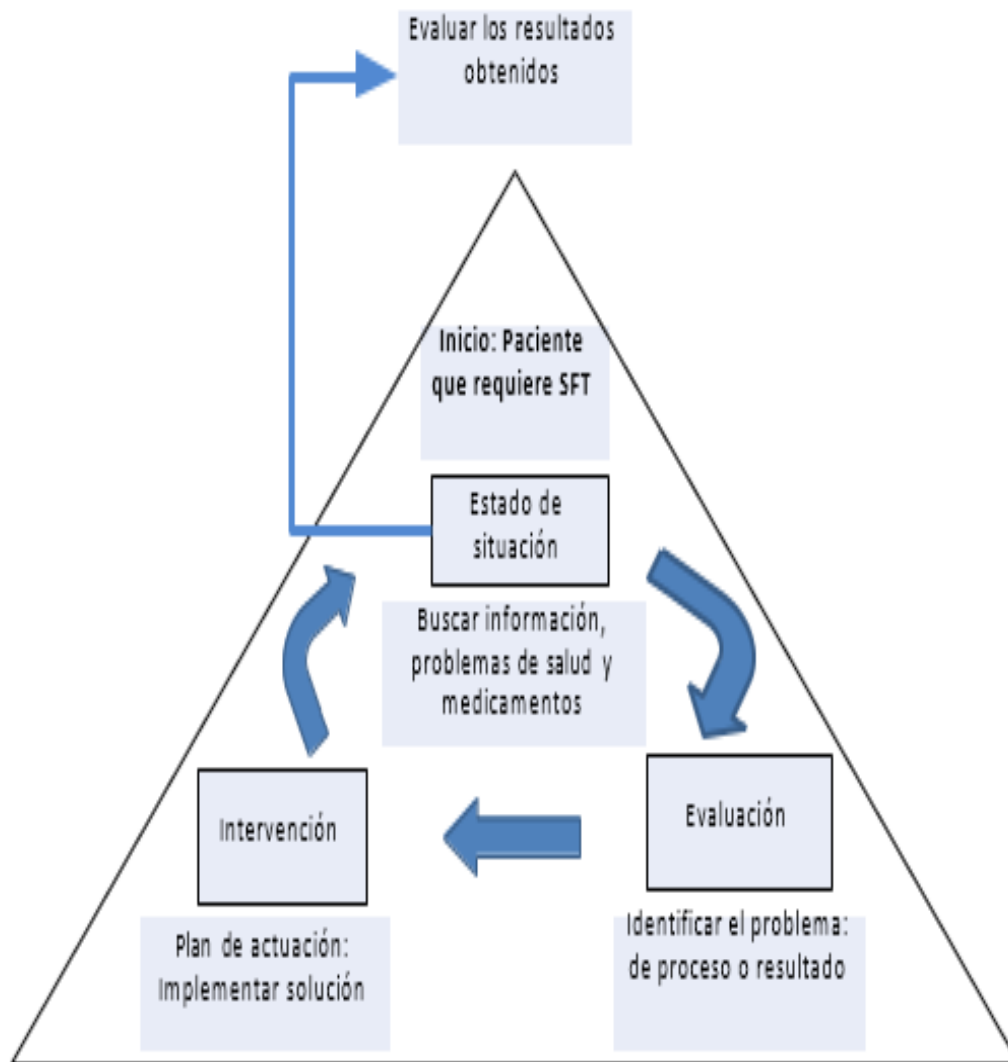 Evaluar los resultados
obtenidos
Inicio: Paciente
que requiere SFT
Estado de
situación
Buscar información,
problemas de salud y
medicamentos
Evaluación
Identificar el problema:
de proceso o resultado
Intervención
Plan de actuación:
Implementar solución